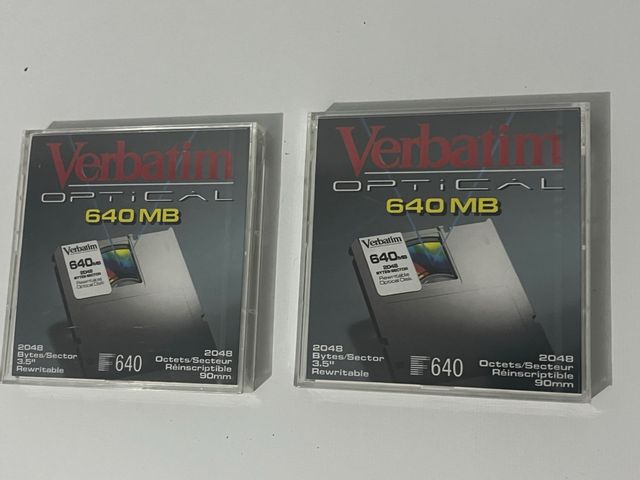 Verbatim
OPTICAL
640 MB
Verbatim
640MB
2048
BYTES/SECTOR
Rewritable
Optical Disk
2048
Bytes/Sector
3.5"
Rewritable
640
2048
Octets/Secteur
Réinscriptible
90mm
Verbatim
OPTICAL
640 MB
Verbatim
640MB
2048
BYTES/SECTOR
Rewritable
Optical Disk
2048
Bytes/Sector
3.5"
Rewritable
640
2048
Octets/Secteur
Réinscriptible
90mm